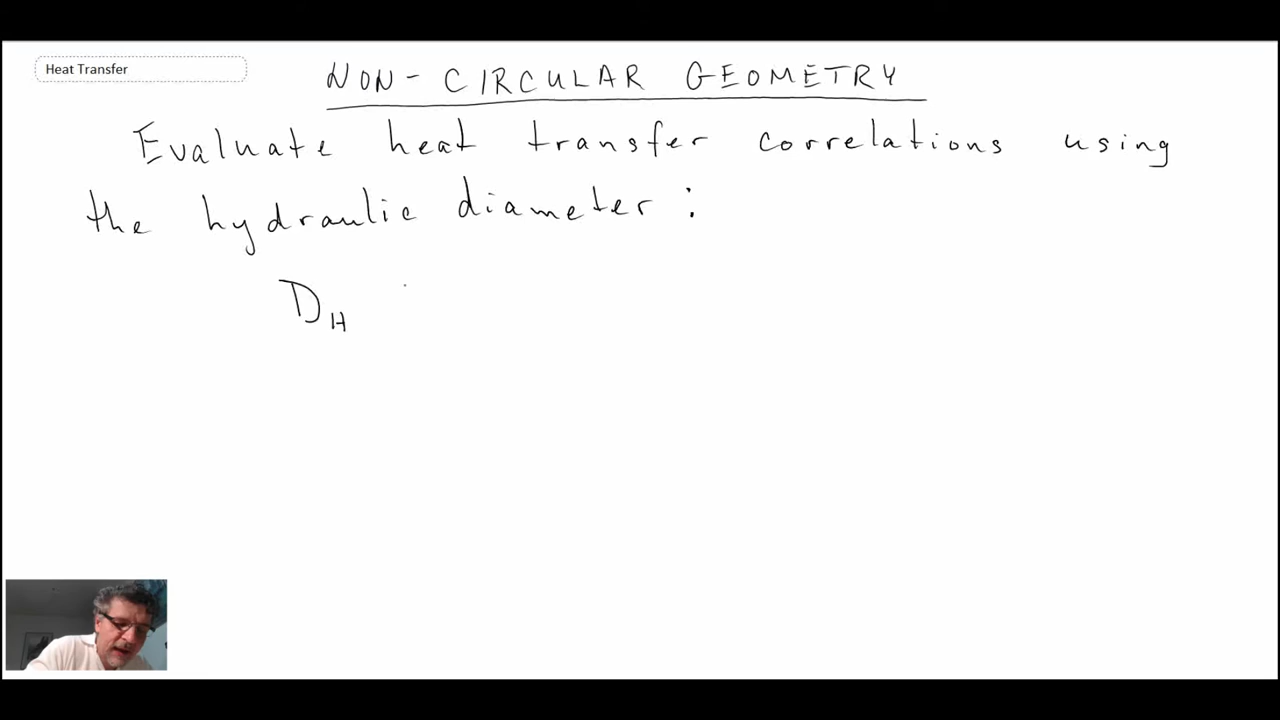 Heat Transfer
NON-CIRCULAR GEOMETRY
Evaluate heat transfer correlations using
the hydraulic diameter :
D_H